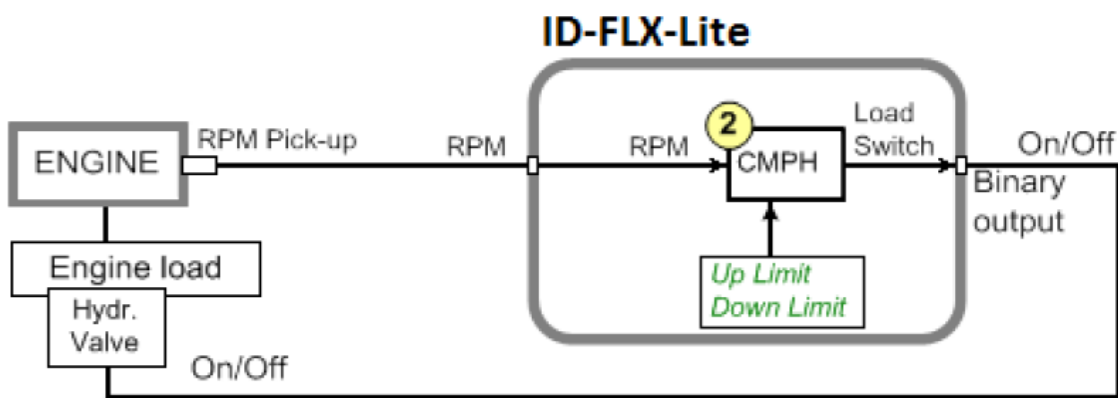 ID-FLX-Lite
ENGINE
RPM Pick-up
RPM
RPM
2
CMPH
Load
Switch
On/Off
Binary
output
Up Limit
Down Limit
Engine load
Hydr.
Valve
On/Off